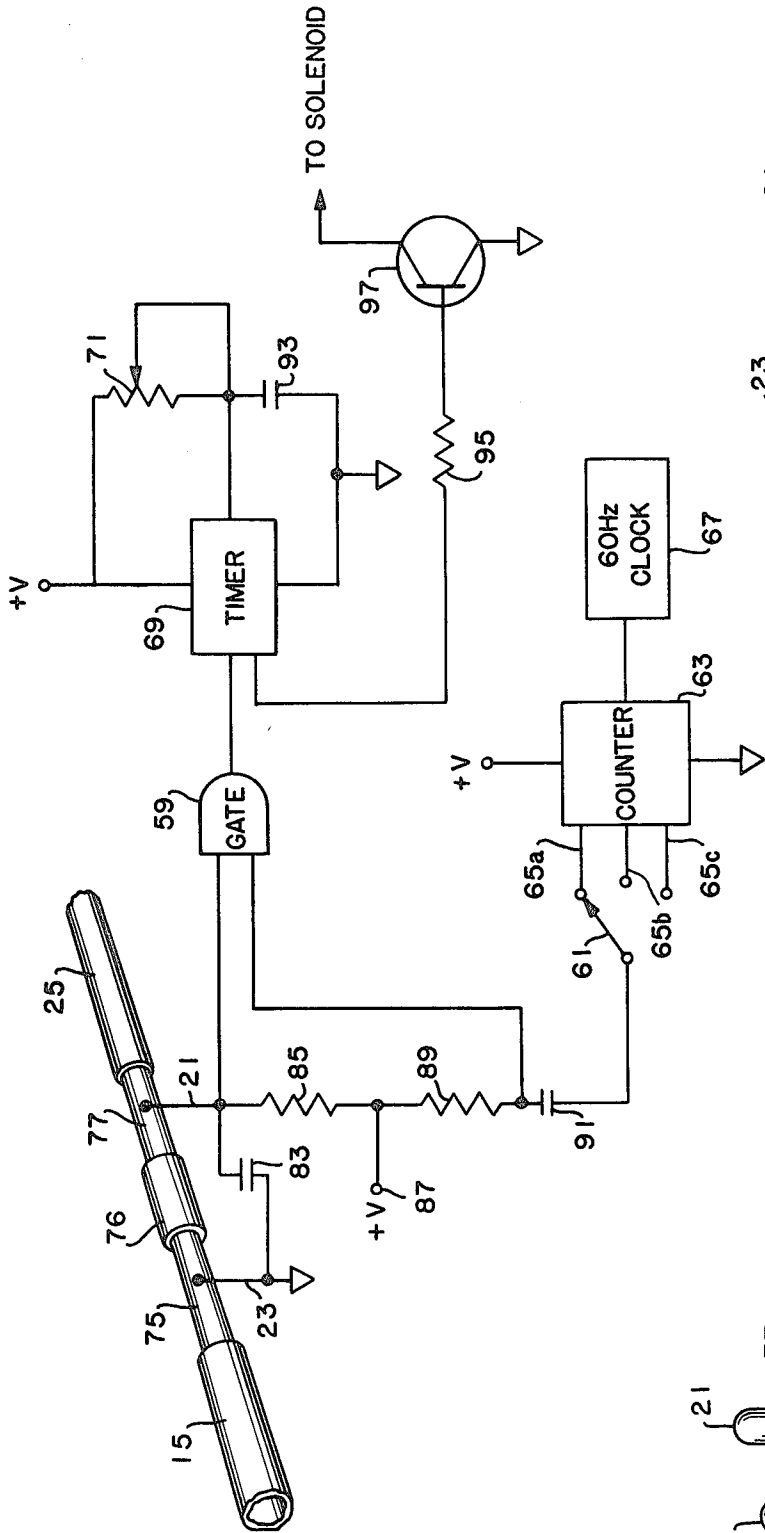 +V
71
TO SOLENOID
69
TIMER
93
97
95
59
GATE
25
77
21
76
75
23
15
83
85
+V
87
89
91
61
65a
65b
65c
+V
COUNTER
63
60Hz
CLOCK
67
23
21